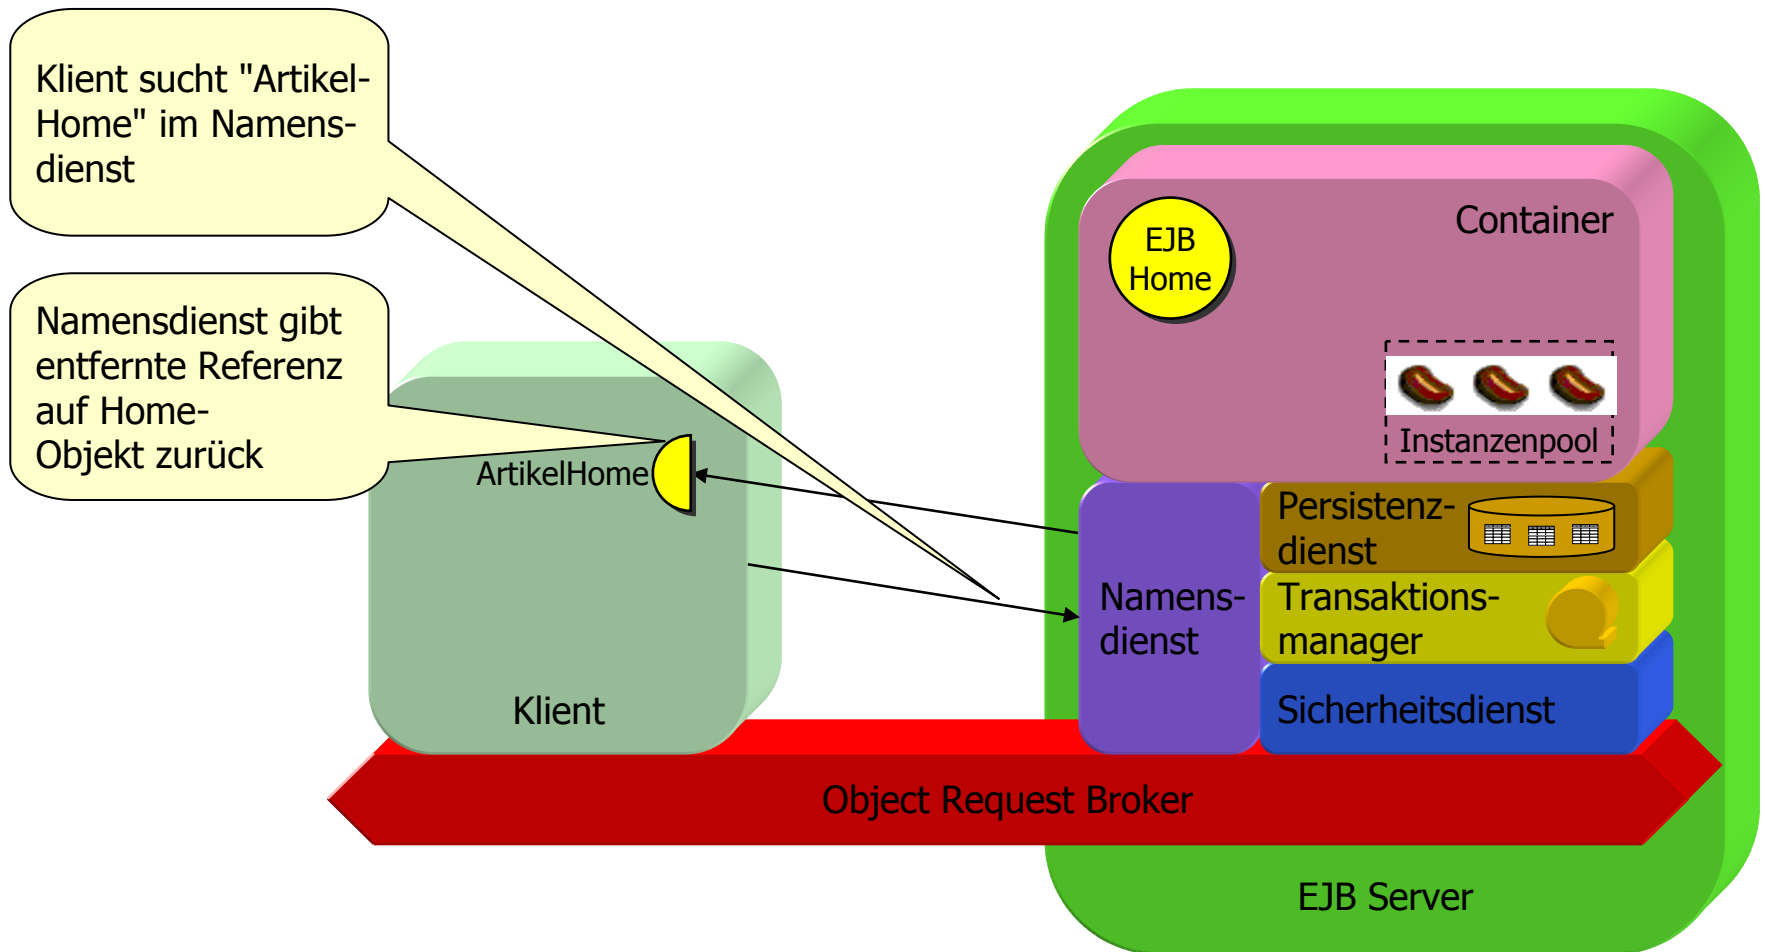 Klient sucht "Artikel-
Home" im Namens-
dienst
Namensdienst gibt
entfernte Referenz
auf Home-
Objekt zurück
ArtikelHome
Klient
EJB
Home
Container
Instanzenpool
Namens-
dienst
Persistenz-
dienst
Transaktions-
manager
Sicherheitsdienst
Object Request Broker
EJB Server